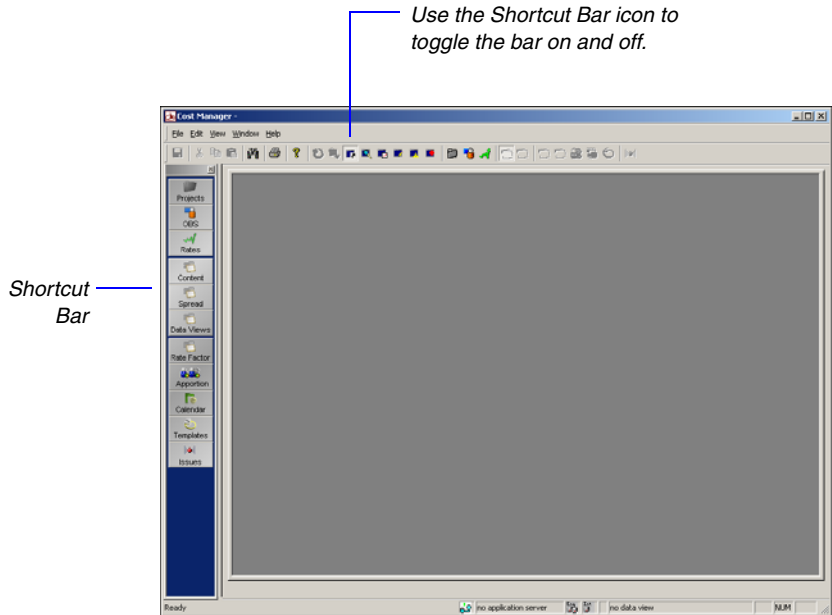 Use the Shortcut Bar icon to
toggle the bar on and off.
Cost Manager -
File Edit View Window Help
Projects
OBS
Rates
Content
Spread
Data Views
Rate Factor
Apportion
Calendar
Templates
Issues
Shortcut
Bar
Ready
no application server
no data view
NUM